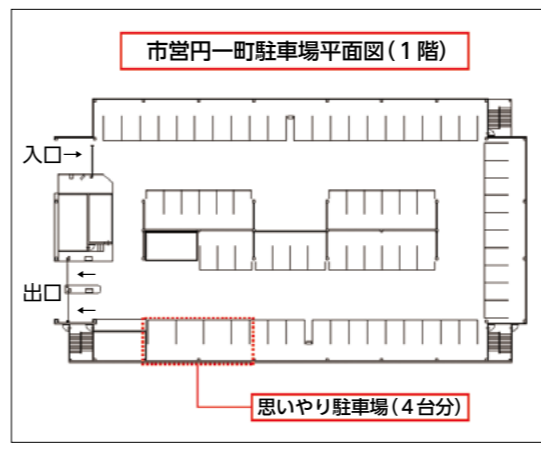 市営円一町駐車場平面図(１階)
入口→
←
出口
←
思いやり駐車場(４台分)